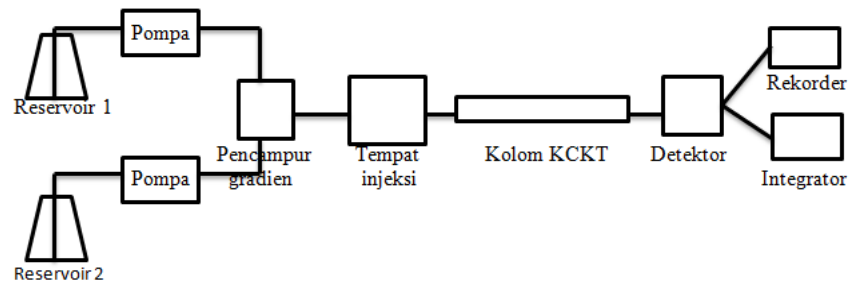 Pompa
Reservoir 1
Rekorder
Pencampur
gradien
Tempat
injeksi
Kolom KCKT
Detektor
Pompa
Integrator
Reservoir 2